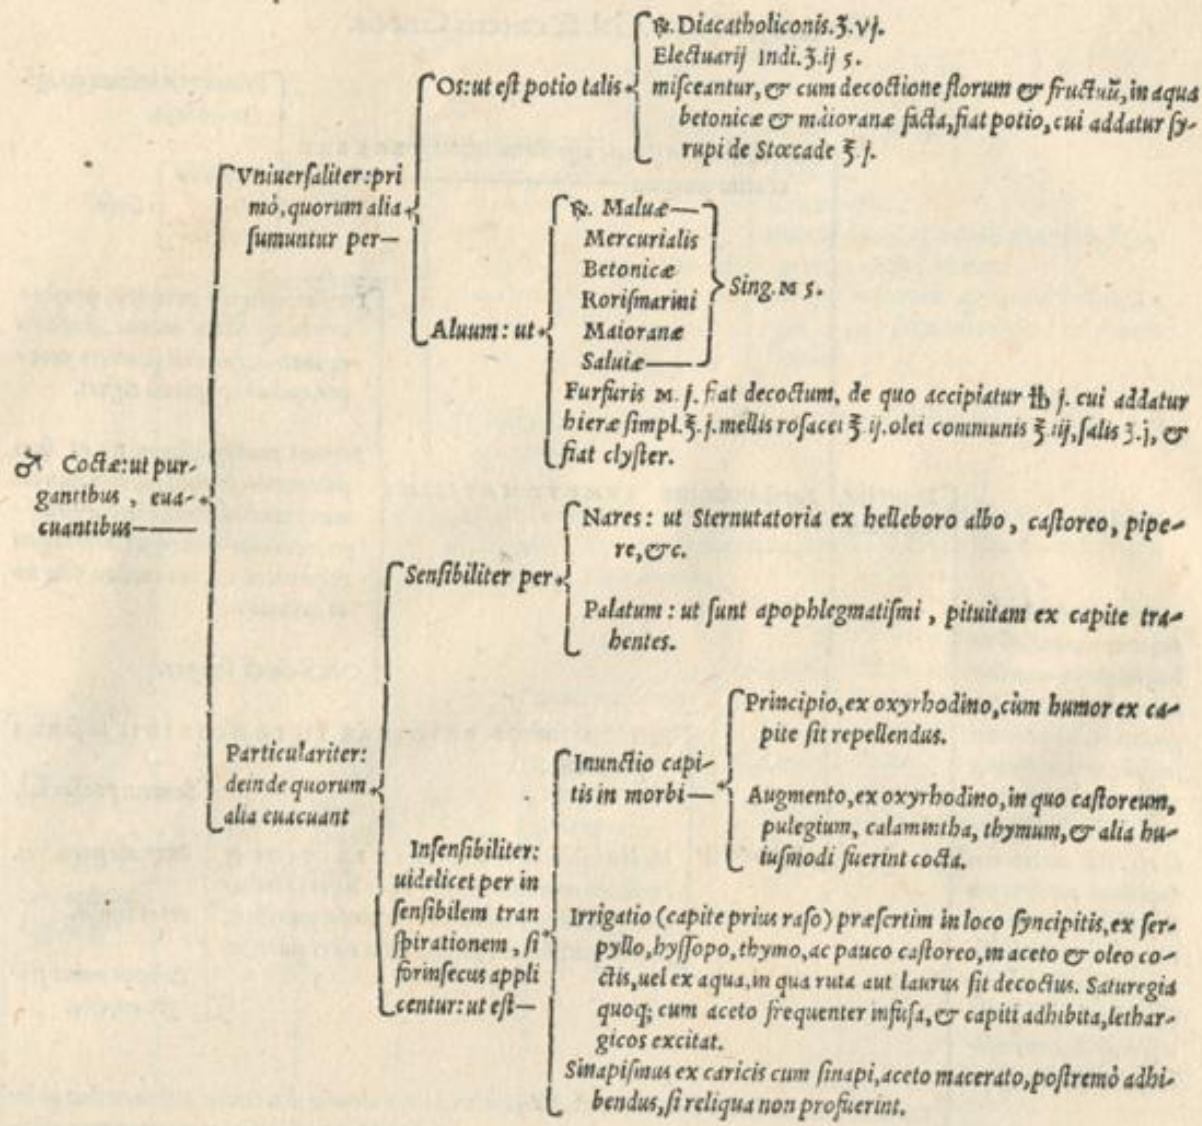 ℞. Diacatholiconis. ʒ. vj.
Electuarij Indi. ʒ. ij ſ.
miſceantur, & cum decoctione florum & fructuū, in aqua
betonicæ & maioranæ facta, fiat potio, cui addatur ſy-
rupi de Stœcade ℥. j.
Os: ut eſt potio talis
Vniuerſaliter: pri
mò, quorum alia
ſumuntur per—
℞. Maluæ—
Mercurialis
Betonicæ
Roriſmarini
Maioranæ
Saluiæ—
Sing. M ſ.
Aluum: ut
Furfuris M. j. fiat decoctum, de quo accipiatur ℔ j. cui addatur
hieræ ſimpl. ℥. j. mellis roſacei ℥. ij. olei communis ℥. iij, ſalis ʒ. j, &
fiat clyſter.
♂ Coctæ: ut pur-
gantibus, eua-
cuantibus—
Nares: ut Sternutatoria ex helleboro albo, caſtoreo, pipe-
re, &c.
Senſibiliter per
Palatum: ut ſunt apophlegmatiſmi, pituitam ex capite tra-
hentes.
Particulariter:
deinde quorum
alia euacuant
Principio, ex oxyrhodino, cùm humor ex ca-
pite ſit repellendus.
Inunctio capi-
tis in morbi—
Augmento, ex oxyrhodino, in quo caſtoreum,
pulegium, calamintha, thymum, & alia hu-
iuſmodi fuerint cocta.
Inſenſibiliter:
uidelicet per in
ſenſibilem tran
ſpirationem, ſi
forinſecus appli
centur: ut eſt—
Irrigatio (capite prius raſo) præſertim in loco ſyncipitis, ex ſer-
pyllo, hyſſopo, thymo, ac pauco caſtoreo, in aceto & oleo co-
ctis, uel ex aqua, in qua ruta aut laurus ſit decoctus. Saturegia
quoq; cum aceto frequenter infuſa, & capiti adhibita, lethar-
gicos excitat.
Sinapiſmus ex caricis cum ſinapi, aceto macerato, poſtremò adhi-
bendus, ſi reliqua non profuerint.